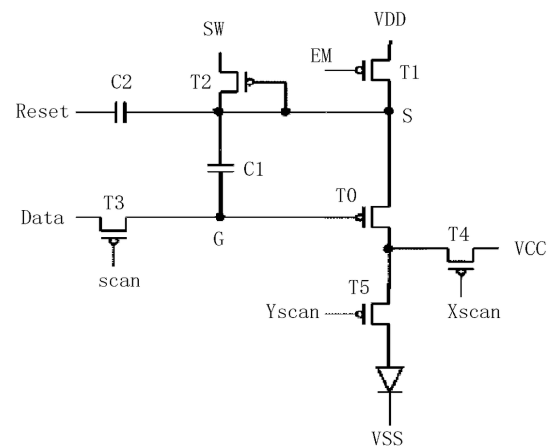 SW
VDD
EM
T2
T1
C2
Reset
S
C1
T3
T0
Data
G
T4
VCC
scan
T5
Yscan
Xscan
VSS